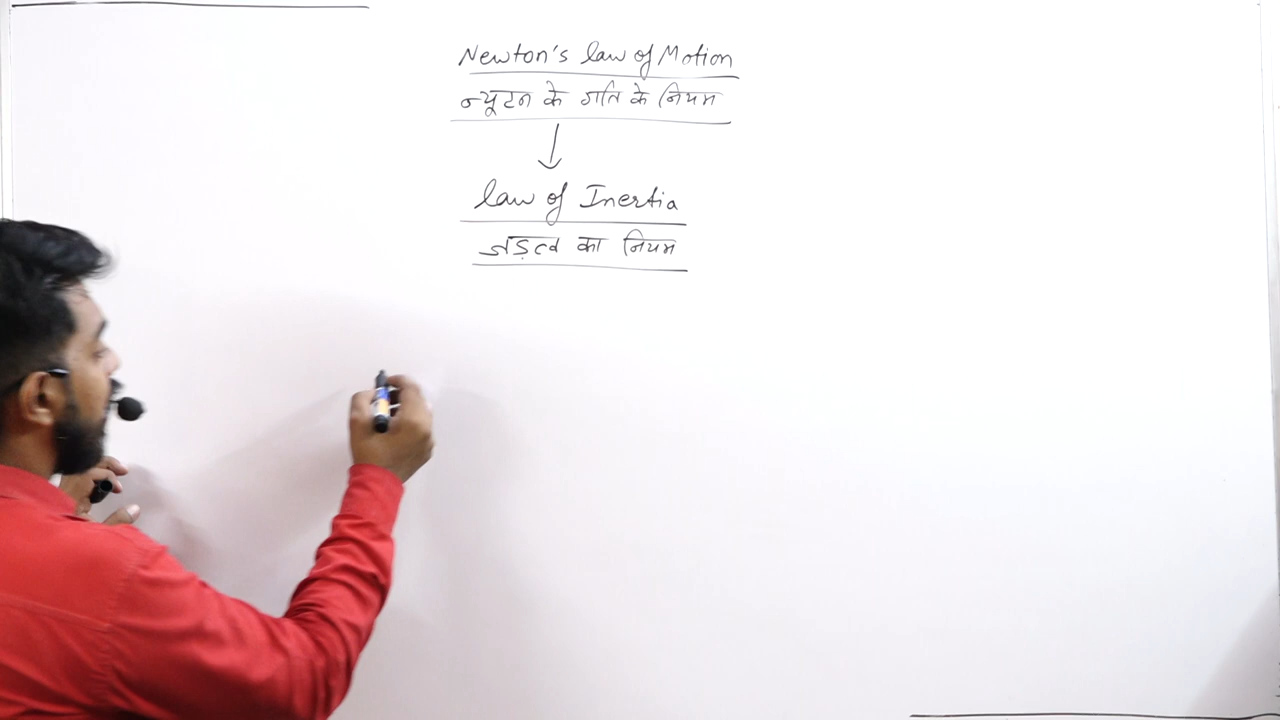 Newton's law of Motion
न्यूटन के गति के नियम
law of Inertia
जड़त्व का नियम